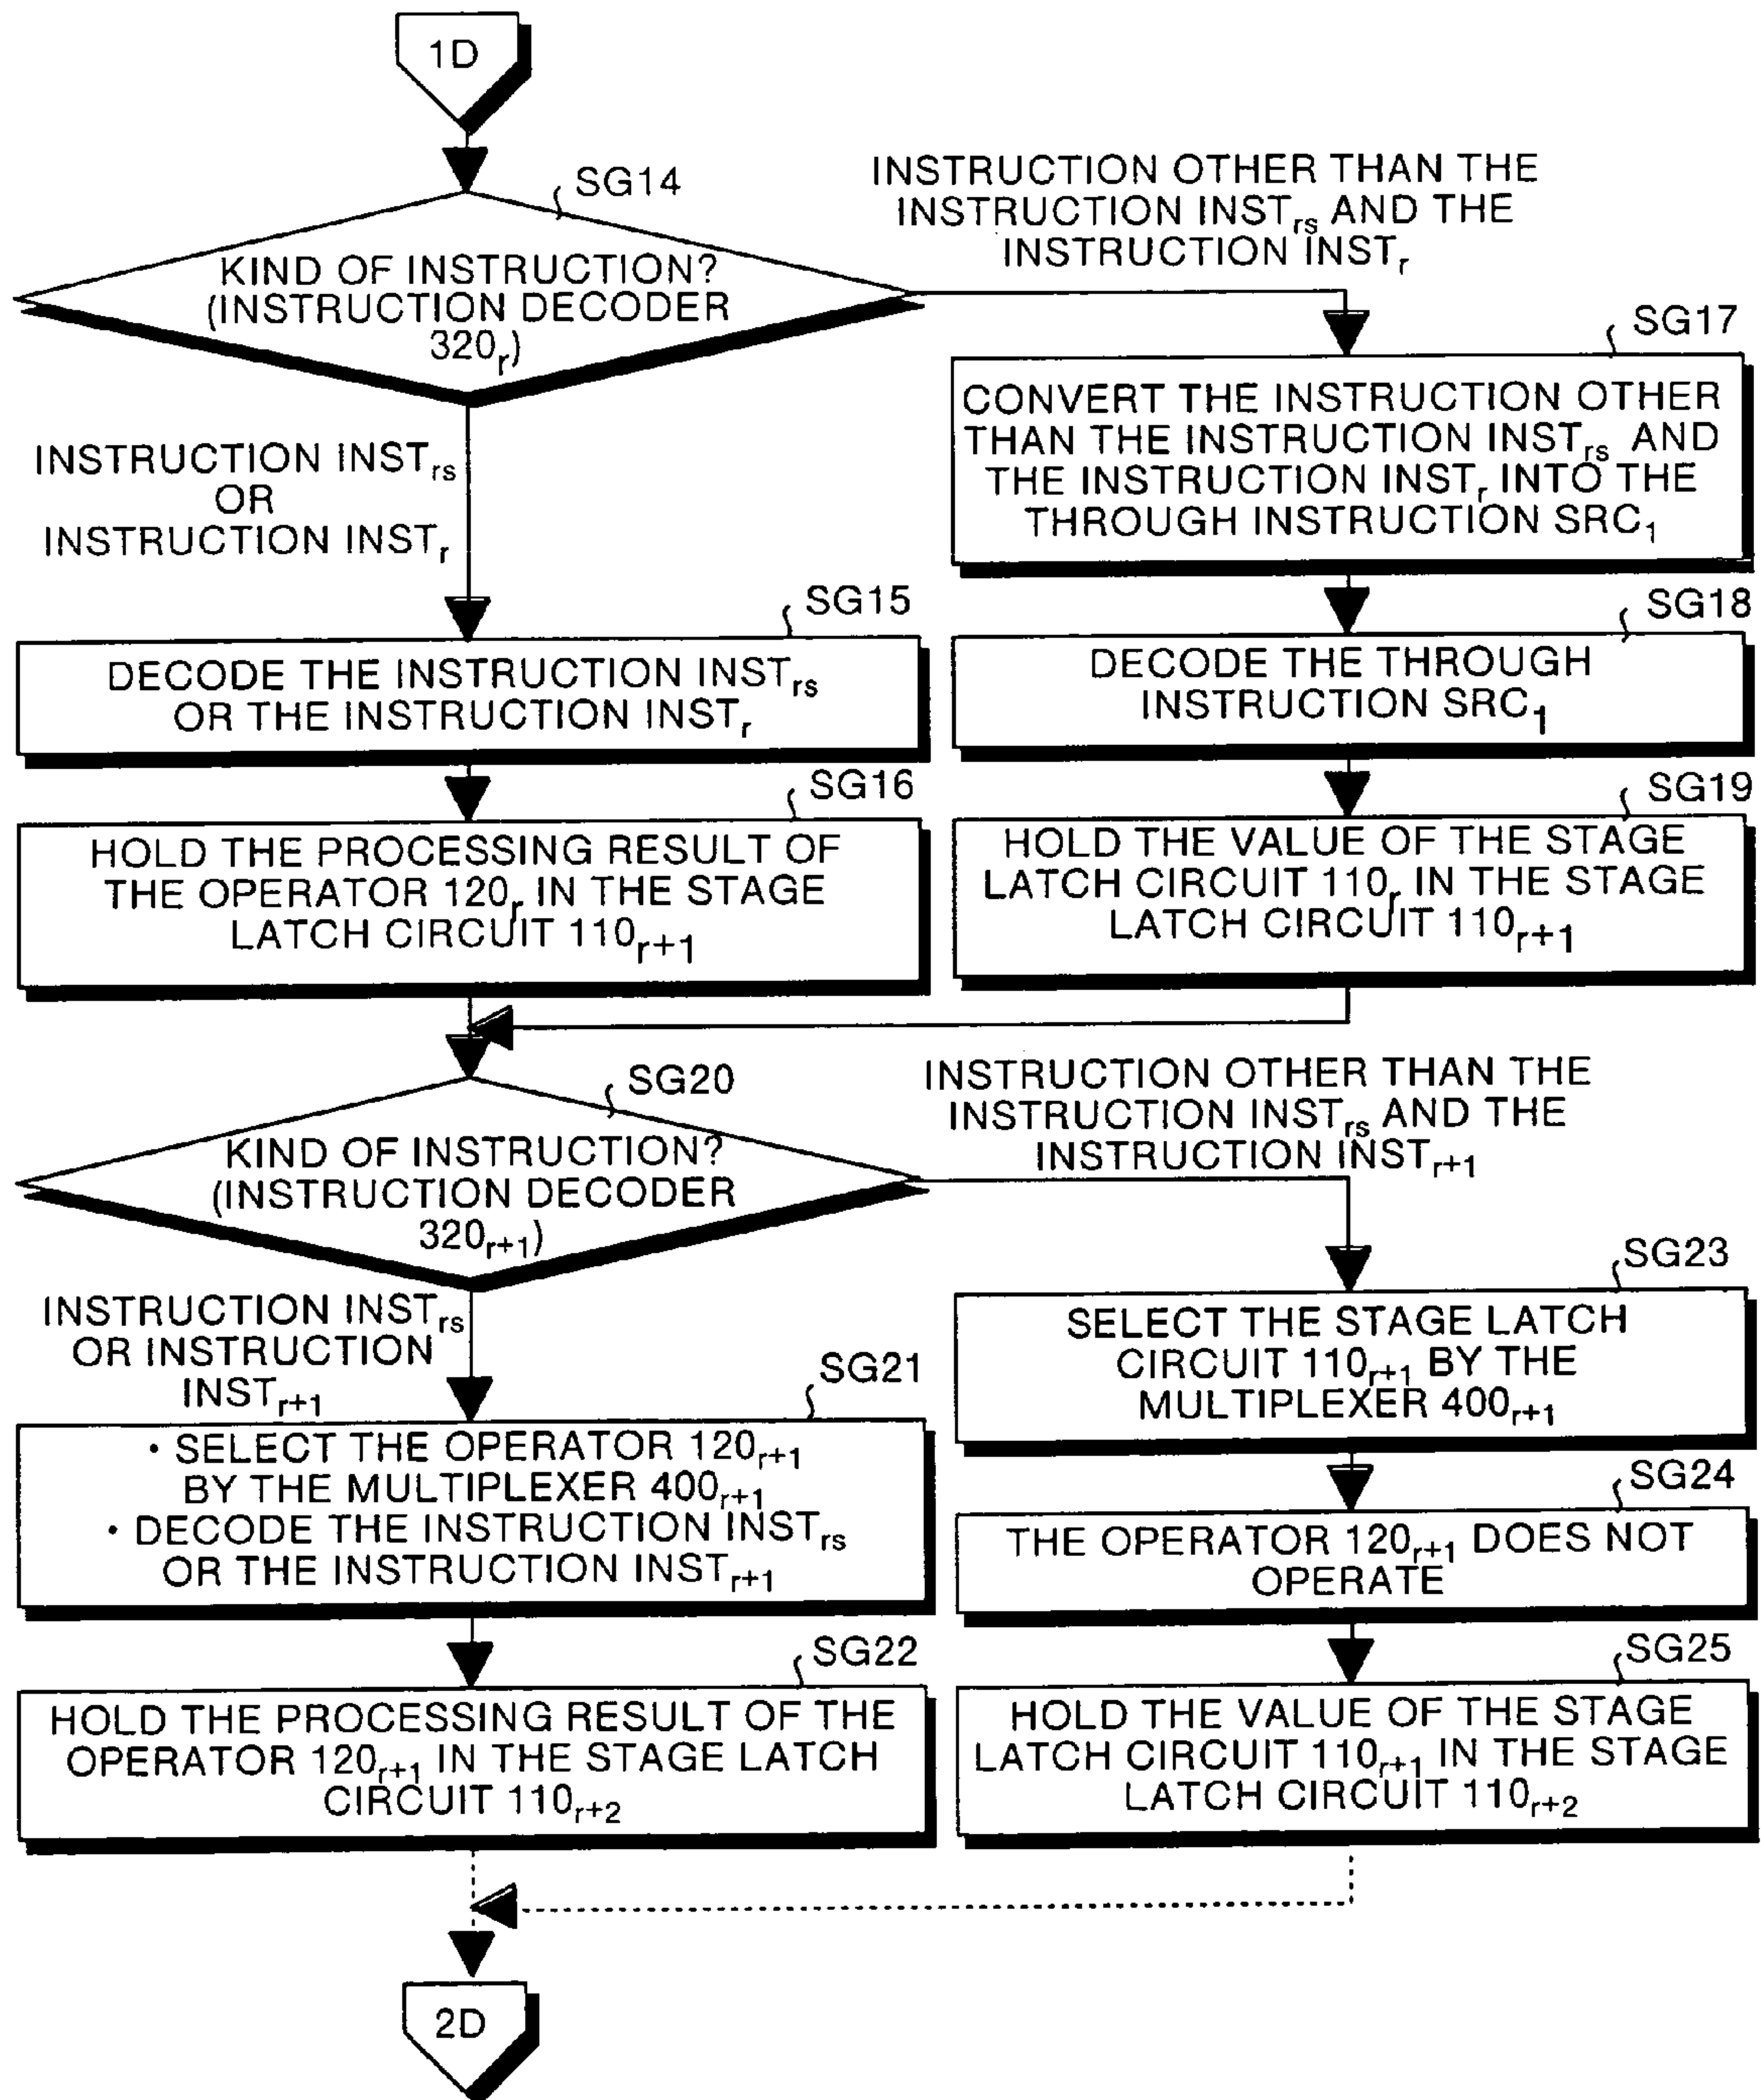 1D
SG14
KIND OF INSTRUCTION?
(INSTRUCTION DECODER
320r)
INSTRUCTION OTHER THAN THE
INSTRUCTION INSTrs AND THE
INSTRUCTION INSTr
INSTRUCTION INSTrs
OR
INSTRUCTION INSTr
SG17
CONVERT THE INSTRUCTION OTHER
THAN THE INSTRUCTION INSTrs AND
THE INSTRUCTION INSTr INTO THE
THROUGH INSTRUCTION SRC1
SG15
DECODE THE INSTRUCTION INSTrs
OR THE INSTRUCTION INSTr
SG18
DECODE THE THROUGH
INSTRUCTION SRC1
SG16
HOLD THE PROCESSING RESULT OF
THE OPERATOR 120r IN THE STAGE
LATCH CIRCUIT 110r+1
SG19
HOLD THE VALUE OF THE STAGE
LATCH CIRCUIT 110r IN THE STAGE
LATCH CIRCUIT 110r+1
SG20
KIND OF INSTRUCTION?
(INSTRUCTION DECODER
320r+1)
INSTRUCTION OTHER THAN THE
INSTRUCTION INSTrs AND THE
INSTRUCTION INSTr+1
INSTRUCTION INSTrs
OR INSTRUCTION
INSTr+1
SG21
· SELECT THE OPERATOR 120r+1
BY THE MULTIPLEXER 400r+1
· DECODE THE INSTRUCTION INSTrs
OR THE INSTRUCTION INSTr+1
SG23
SELECT THE STAGE LATCH
CIRCUIT 110r+1 BY THE
MULTIPLEXER 400r+1
SG24
THE OPERATOR 120r+1 DOES NOT
OPERATE
SG22
HOLD THE PROCESSING RESULT OF THE
OPERATOR 120r+1 IN THE STAGE LATCH
CIRCUIT 110r+2
SG25
HOLD THE VALUE OF THE STAGE
LATCH CIRCUIT 110r+1 IN THE STAGE
LATCH CIRCUIT 110r+2
2D